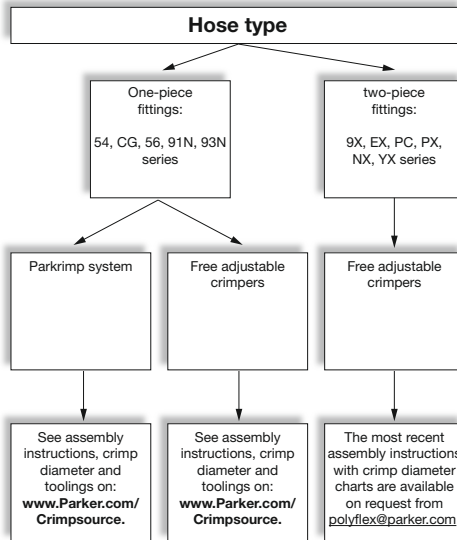 Hose type
One-piece
fittings:
54, CG, 56, 91N, 93N
series
two-piece
fittings:
9X, EX, PC, PX,
NX, YX series
Parkrimp system
Free adjustable
crimpers
Free adjustable
crimpers
See assembly
instructions, crimp
diameter and
toolings on:
www.Parker.com/
Crimpsource.
See assembly
instructions, crimp
diameter and
toolings on:
www.Parker.com/
Crimpsource.
The most recent
assembly instructions
with crimp diameter
charts are available
on request from
polyflex@parker.com